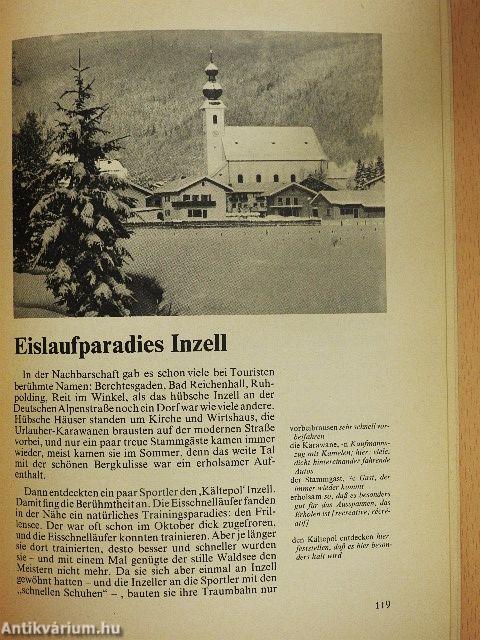 Eislaufparadies Inzell
In der Nachbarschaft gab es schon viele bei Touristen
berühmte Namen: Berchtesgaden, Bad Reichenhall, Ruh-
polding, Reit im Winkel, als das hübsche Inzell an der
Deutschen Alpenstraße noch ein Dorf war wie viele andere.
Hübsche Häuser standen um Kirche und Wirtshaus, die
Urlauber-Karawanen brausten auf der modernen Straße
vorbei, und nur ein paar treue Stammgäste kamen immer
wieder, meist kamen sie im Sommer, denn das weite Tal
mit der schönen Bergkulisse war ein erholsamer Auf-
enthalt.
Dann entdeckten ein paar Sportler den „Kältepol" Inzell.
Damit fing die Berühmtheit an. Die Eisschnelläufer fanden
in der Nähe ein natürliches Trainingsparadies: den Fril-
lensee. Der war oft schon im Oktober dick zugefroren,
und die Eisschnelläufer konnten trainieren. Aber je länger
sie dort trainierten, desto besser und schneller wurden
sie – und mit einem Mal genügte der stille Waldsee den
Meistern nicht mehr. Da sie sich aber einmal an Inzell
gewöhnt hatten – und die Inzeller an die Sportler mit den
„schnellen Schuhen" –, bauten sie ihre Traumbahn nur
vorbeibrausen sehr schnell vor-
beifahren
die Karawane, -n Kaufmanns-
zug mit Kamelen; hier: viele,
dicht hintereinander fahrende
Autos
der Stammgast, ⸚e Gast, der
immer wieder kommt
erholsam so, daß es besonders
gut für das Ausspannen, das
Erholen ist [recreative, récré-
atif]
den Kältepol entdecken hier
feststellen, daß es hier beson-
ders kalt wird
119
Antikvárium.hu